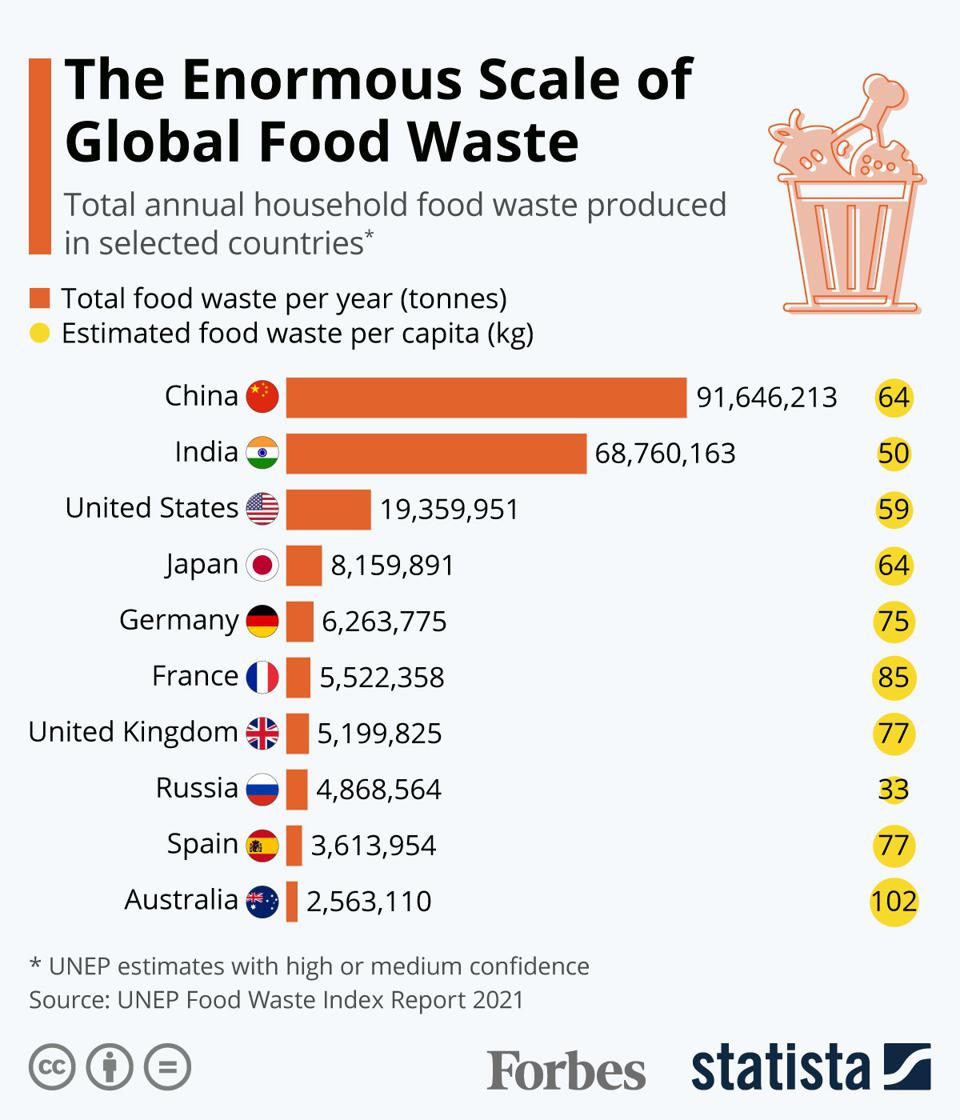 The Enormous Scale of
Global Food Waste
Total annual household food waste produced
in selected countries*
Total food waste per year (tonnes)
Estimated food waste per capita (kg)
China 91,646,213 64
India 68,760,163 50
United States 19,359,951 59
Japan 8,159,891 64
Germany 6,263,775 75
France 5,522,358 85
United Kingdom 5,199,825 77
Russia 4,868,564 33
Spain 3,613,954 77
Australia 2,563,110 102
* UNEP estimates with high or medium confidence
Source: UNEP Food Waste Index Report 2021
cc Forbes statista